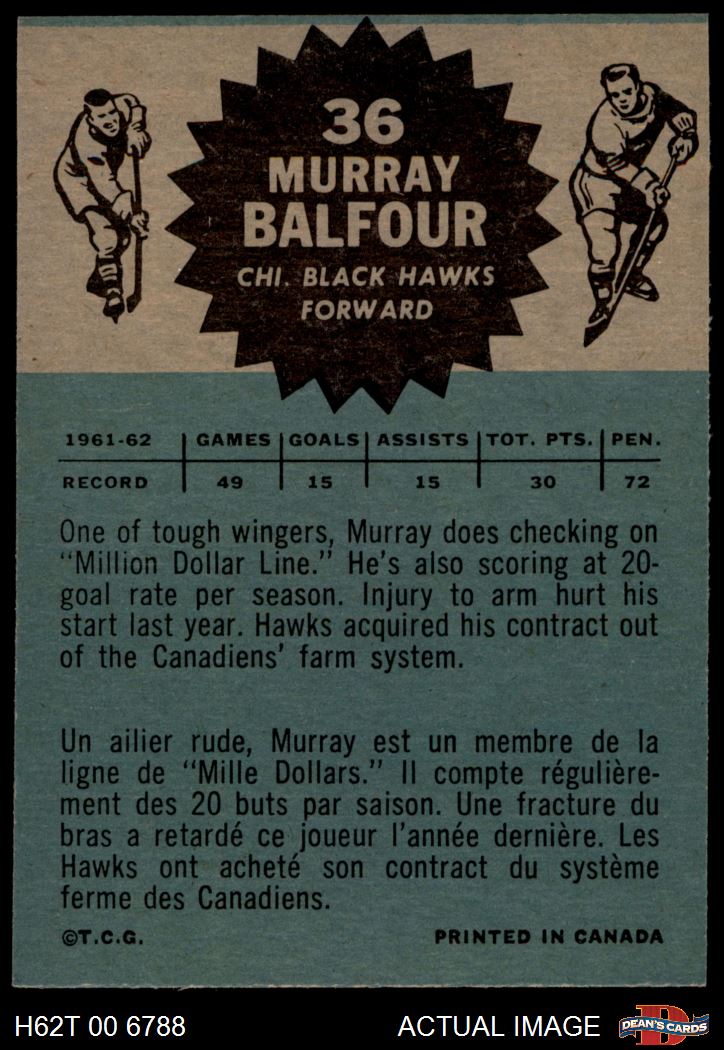 36
MURRAY
BALFOUR
CHI. BLACK HAWKS
FORWARD
1961-62 GAMES GOALS ASSISTS TOT. PTS. PEN.
RECORD 49 15 15 30 72
One of tough wingers, Murray does checking on
“Million Dollar Line.” He's also scoring at 20-
goal rate per season. Injury to arm hurt his
start last year. Hawks acquired his contract out
of the Canadiens' farm system.
Un ailier rude, Murray est un membre de la
ligne de “Mille Dollars.” Il compte régulière-
ment des 20 buts par saison. Une fracture du
bras a retardé ce joueur l'année dernière. Les
Hawks ont acheté son contract du système
ferme des Canadiens.
©T.C.G. PRINTED IN CANADA
H62T 00 6788 ACTUAL IMAGE D DEAN'S CARDS